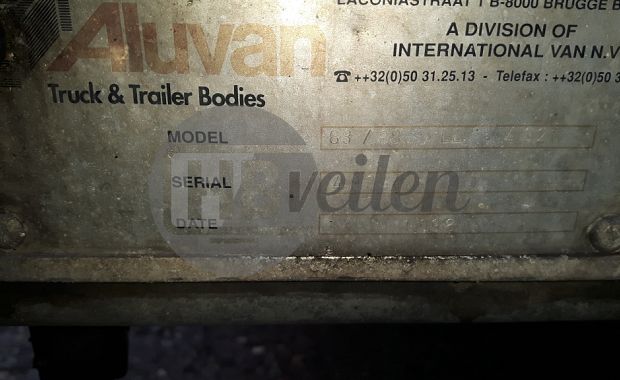 LACONIASTRAAT 1 B-8000 BRUGGE B
Aluvan
A DIVISION OF
INTERNATIONAL VAN N.V
☎ ++32(0)50 31.25.13 - Telefax : ++32(0)50 3
Truck & Trailer Bodies
MODEL
SERIAL
DATE
veilen